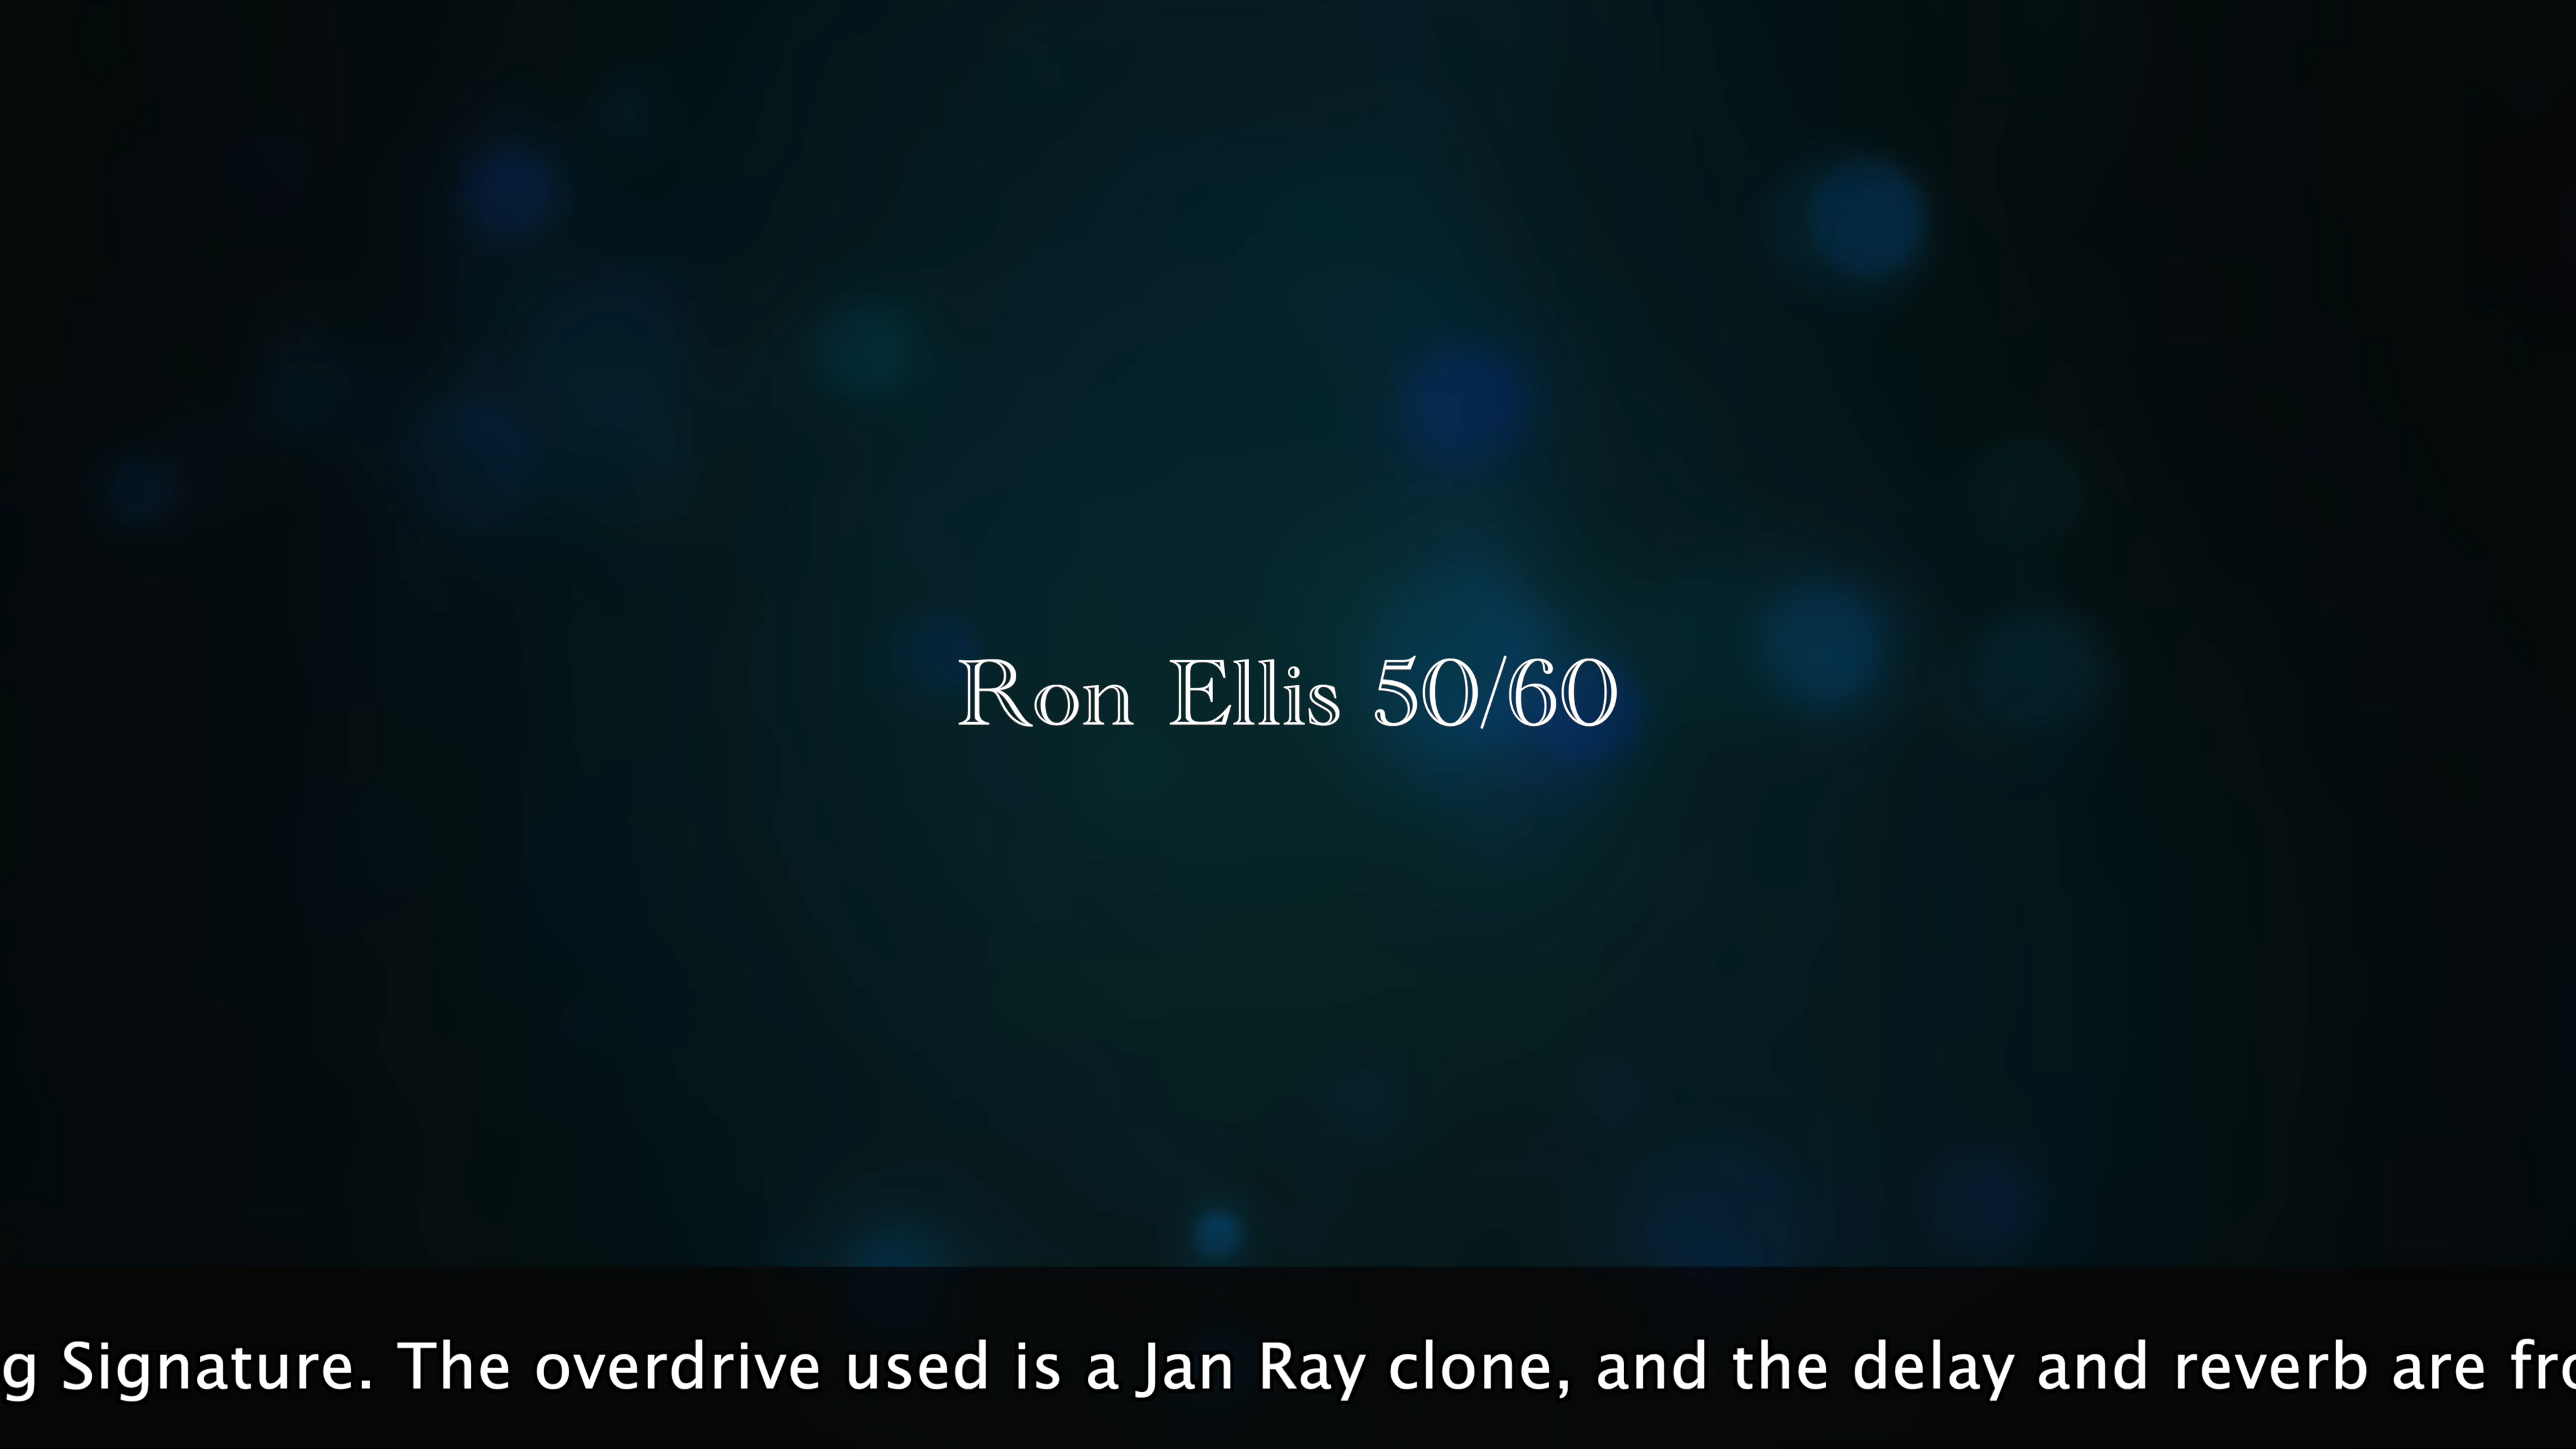 Ron Ellis 50/60
g Signature. The overdrive used is a Jan Ray clone, and the delay and reverb are fro